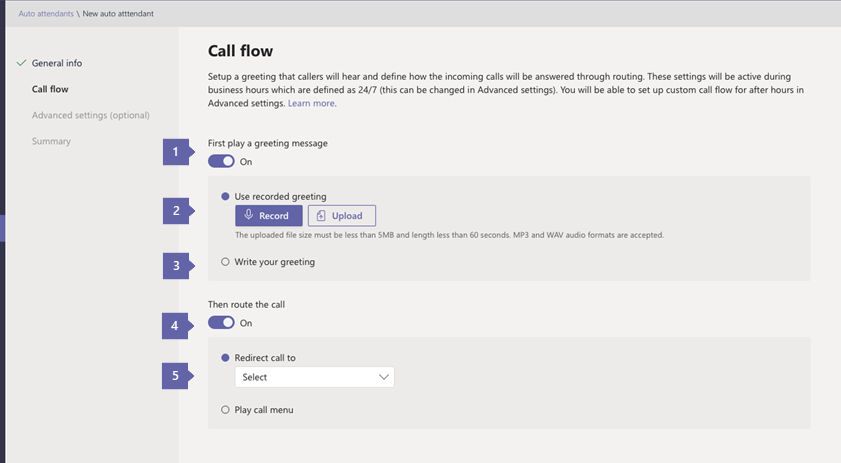 Auto attendants \ New auto atttendant
General info
Call flow
Advanced settings (optional)
Summary
Call flow
Setup a greeting that callers will hear and define how the incoming calls will be answered through routing. These settings will be active during
business hours which are defined as 24/7 (this can be changed in Advanced settings). You will be able to set up custom call flow for after hours in
Advanced settings. Learn more.
1
First play a greeting message
On
2
Use recorded greeting
Record
Upload
The uploaded file size must be less than 5MB and length less than 60 seconds. MP3 and WAV audio formats are accepted.
3
Write your greeting
Then route the call
4
On
Redirect call to
5
Select
Play call menu